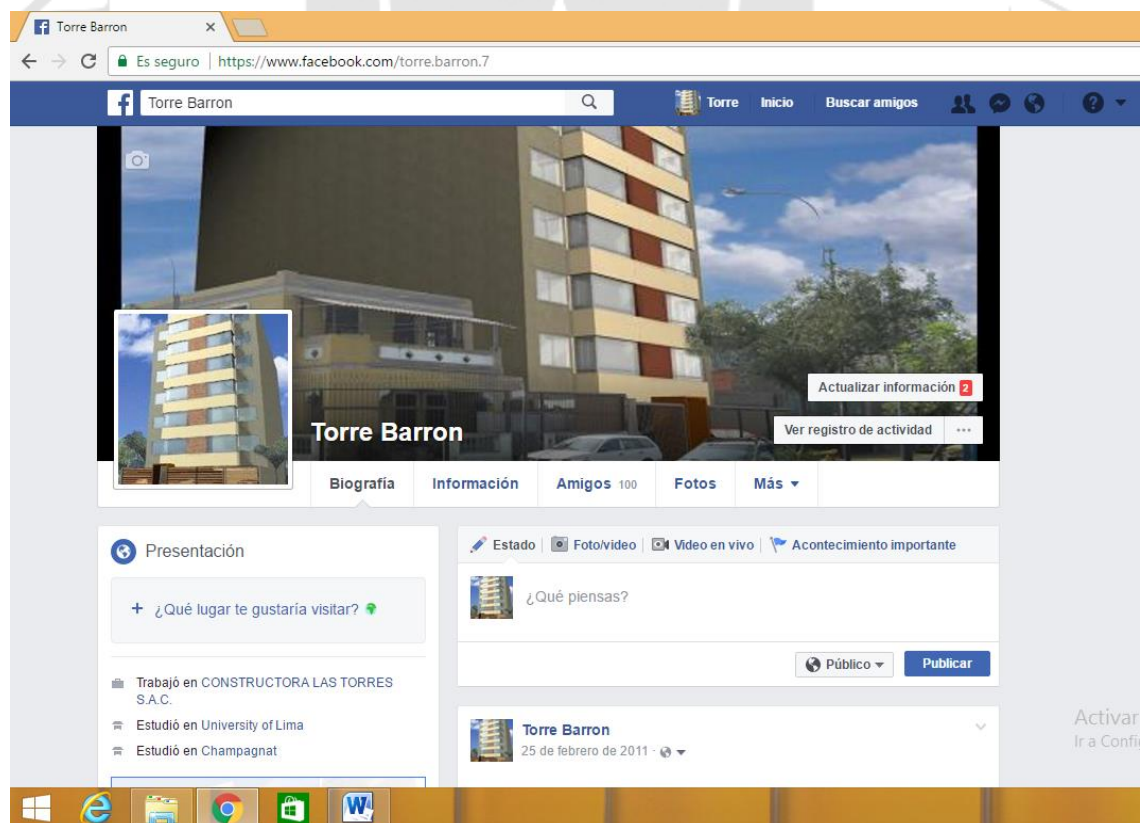 Torre Barron
Es seguro | https://www.facebook.com/torre.barron.7
Torre Barron
Torre Inicio Buscar amigos
Actualizar información 2
Ver registro de actividad
Torre Barron
Biografía Información Amigos 100 Fotos Más
Presentación
¿Qué lugar te gustaría visitar?
Trabajó en CONSTRUCTORA LAS TORRES
S.A.C.
Estudió en University of Lima
Estudió en Champagnat
Estado Foto/video Video en vivo Acontecimiento importante
¿Qué piensas?
Público Publicar
Torre Barron
25 de febrero de 2011 ·
Activar
Ir a Confi